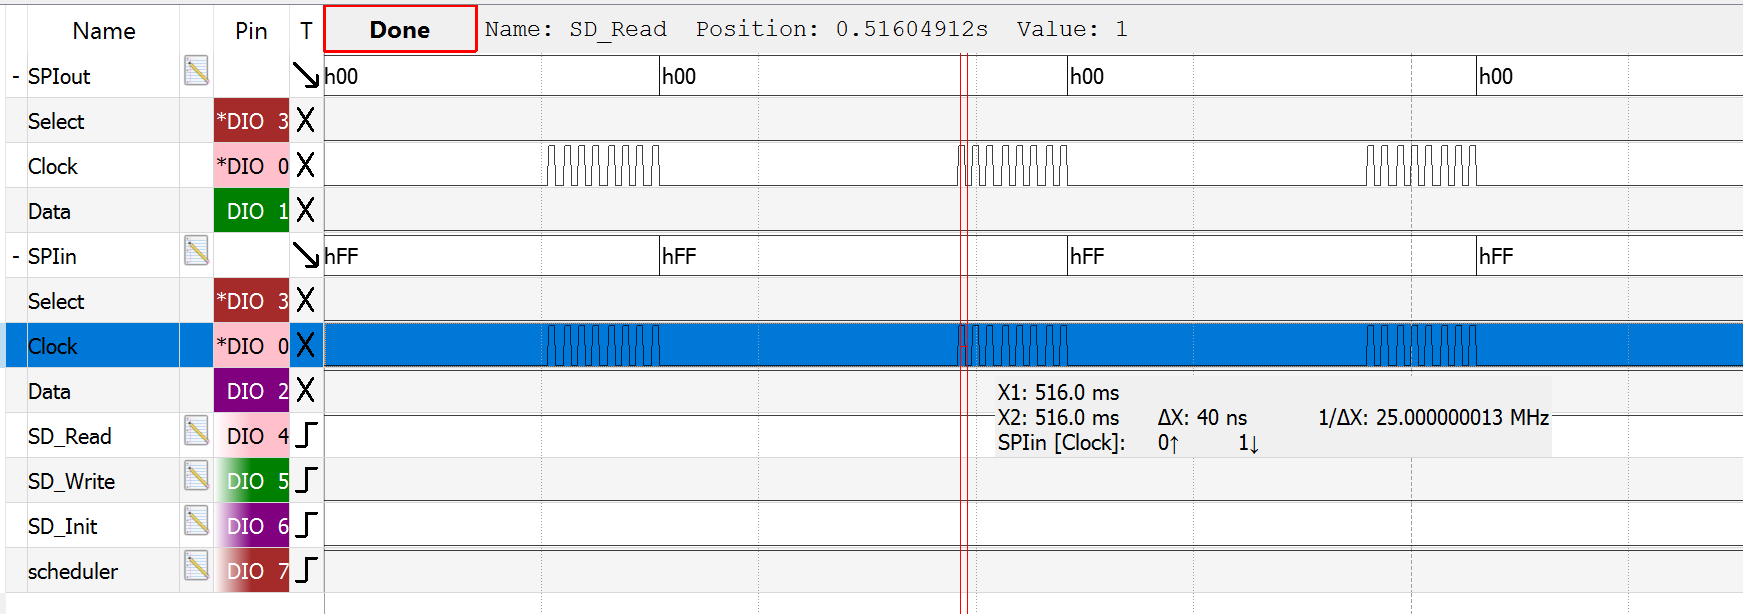 Name Pin T Done Name: SD_Read Position: 0.51604912s Value: 1
- SPIout h00 h00 h00 h00
Select *DIO 3 X
Clock *DIO 0 X
Data DIO 1 X
- SPIin hFF hFF hFF hFF
Select *DIO 3 X
Clock *DIO 0 X
Data DIO 2 X
X1: 516.0 ms
X2: 516.0 ms ΔX: 40 ns 1/ΔX: 25.000000013 MHz
SPIin [Clock]: 0↑ 1↓
SD_Read DIO 4
SD_Write DIO 5
SD_Init DIO 6
scheduler DIO 7